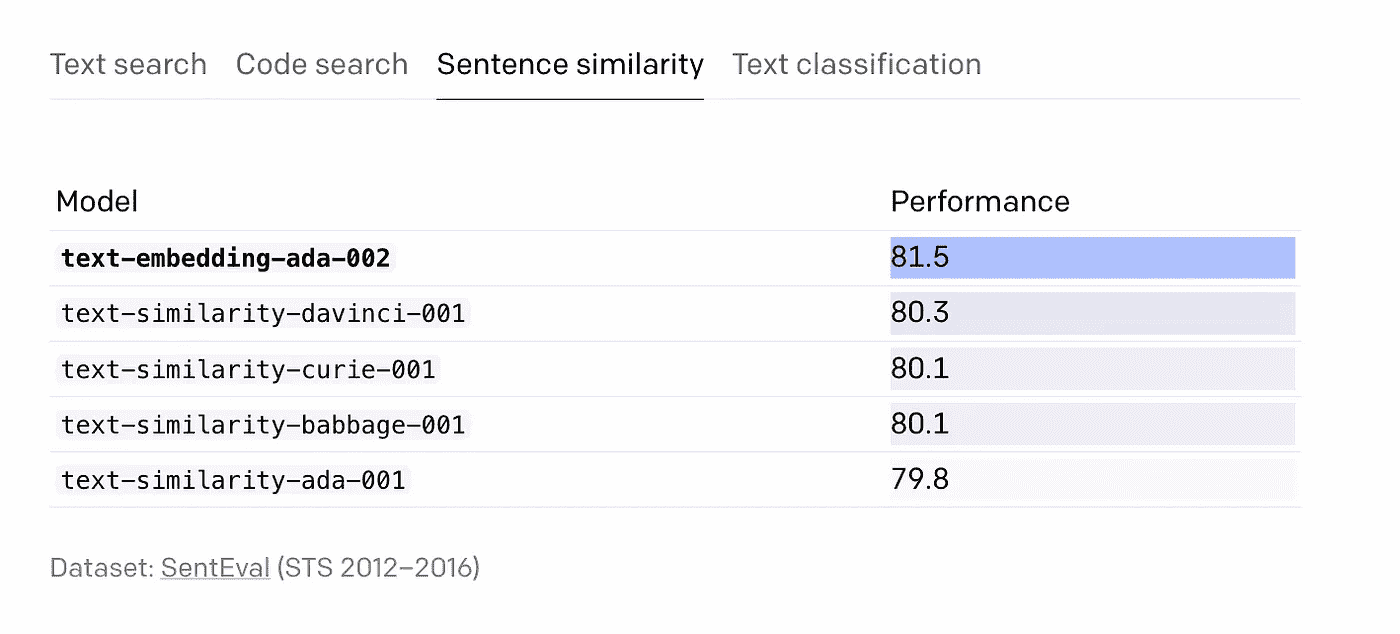 Text search Code search Sentence similarity Text classification
Model Performance
text-embedding-ada-002 81.5
text-similarity-davinci-001 80.3
text-similarity-curie-001 80.1
text-similarity-babbage-001 80.1
text-similarity-ada-001 79.8
Dataset: SentEval (STS 2012–2016)